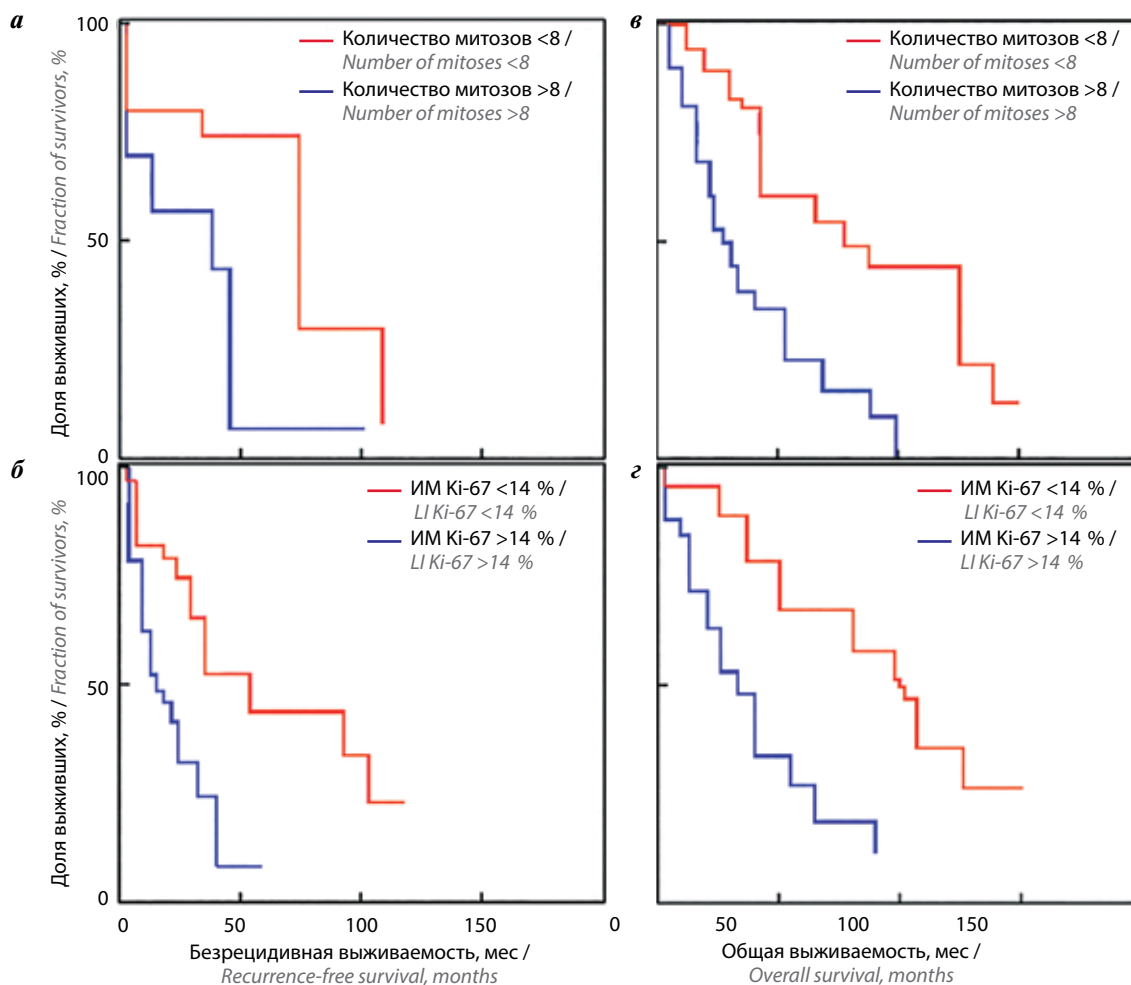 а
100
50
0
Доля выживших, % / Fraction of survivors, %
Количество митозов <8 /
Number of mitoses <8
Количество митозов >8 /
Number of mitoses >8
в
Количество митозов <8 /
Number of mitoses <8
Количество митозов >8 /
Number of mitoses >8
б
100
50
0
Доля выживших, % / Fraction of survivors, %
ИМ Ki-67 <14 % /
LI Ki-67 <14 %
ИМ Ki-67 >14 % /
LI Ki-67 >14 %
0 50 100 150
Безрецидивная выживаемость, мес /
Recurrence-free survival, months
г
ИМ Ki-67 <14 % /
LI Ki-67 <14 %
ИМ Ki-67 >14 % /
LI Ki-67 >14 %
0 50 100 150
Общая выживаемость, мес /
Overall survival, months